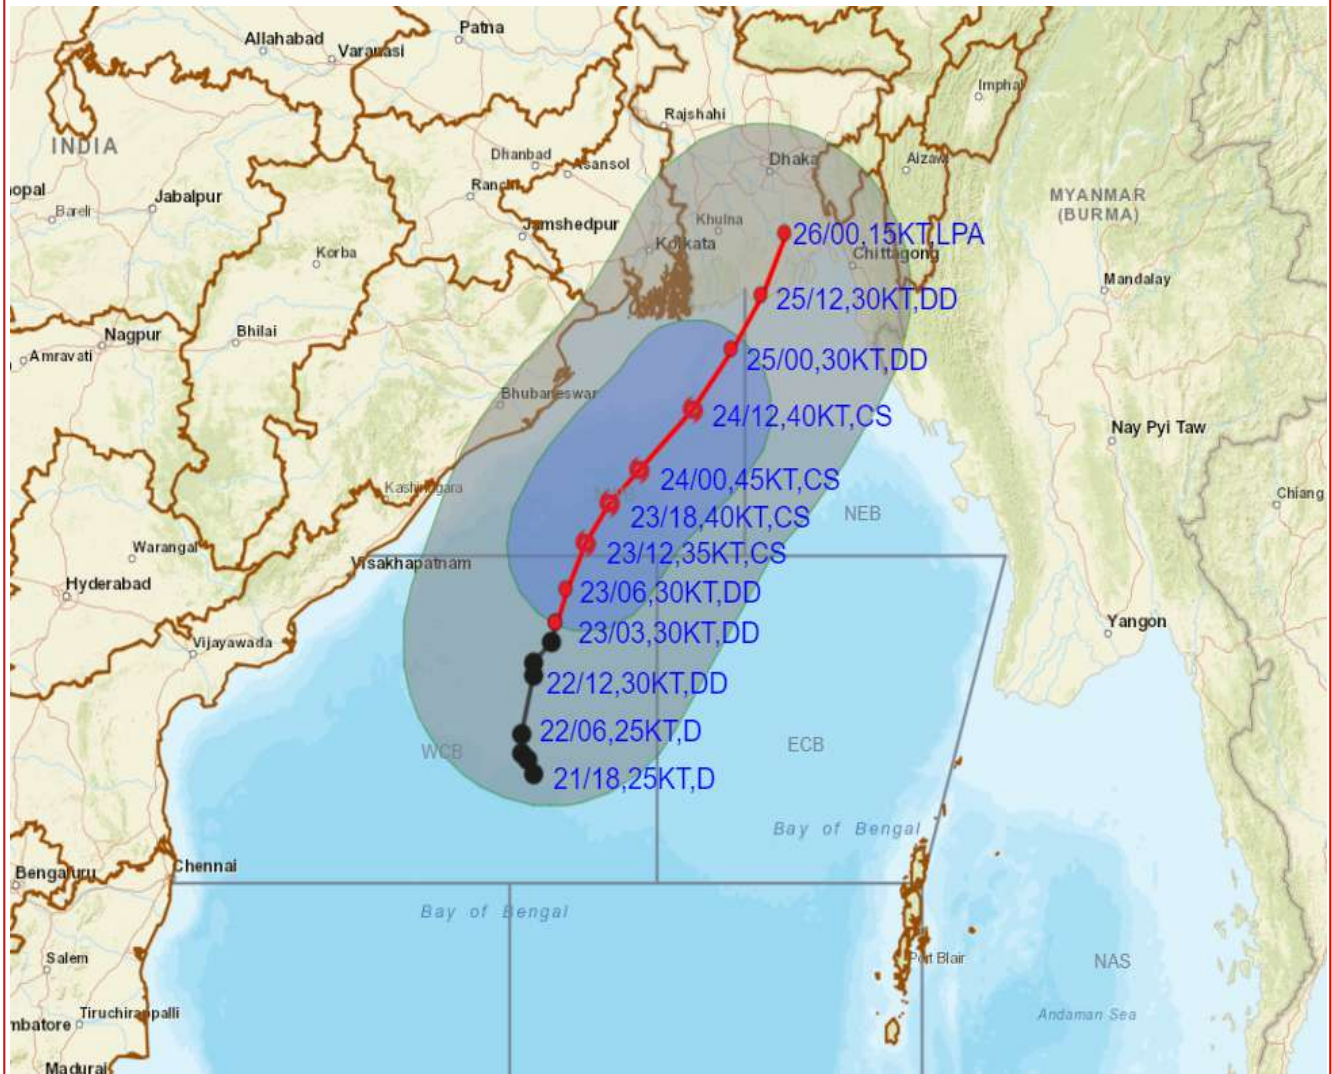 Patna
Allahabad
Varanasi
Imphal
Rajshahi
INDIA
Dhanbad
Asansol
Dhaka
Aizawl
opal
Jabalpur
Ranchi
MYANMAR
(BURMA)
Bareli
Jamshedpur
Khulna
Kolkata
26/00,15KT,LPA
Korba
Chittagong
Mandalay
25/12,30KT,DD
Nagpur
Bhilai
Amravati
25/00,30KT,DD
Bhubaneswar
24/12,40KT,CS
Nay Pyi Taw
24/00,45KT,CS
Chiang
23/18,40KT,CS
NEB
Warangal
23/12,35KT,CS
Visakhapatnam
Hyderabad
23/06,30KT,DD
Yangon
23/03,30KT,DD
Vijayawada
22/12,30KT,DD
22/06,25KT,D
WCB
ECB
21/18,25KT,D
Bay of Bengal
Chennai
Bengaluru
Bay of Bengal
Salem
Port Blair
NAS
Tiruchirappalli
mbatore
Andaman Sea
Madurai